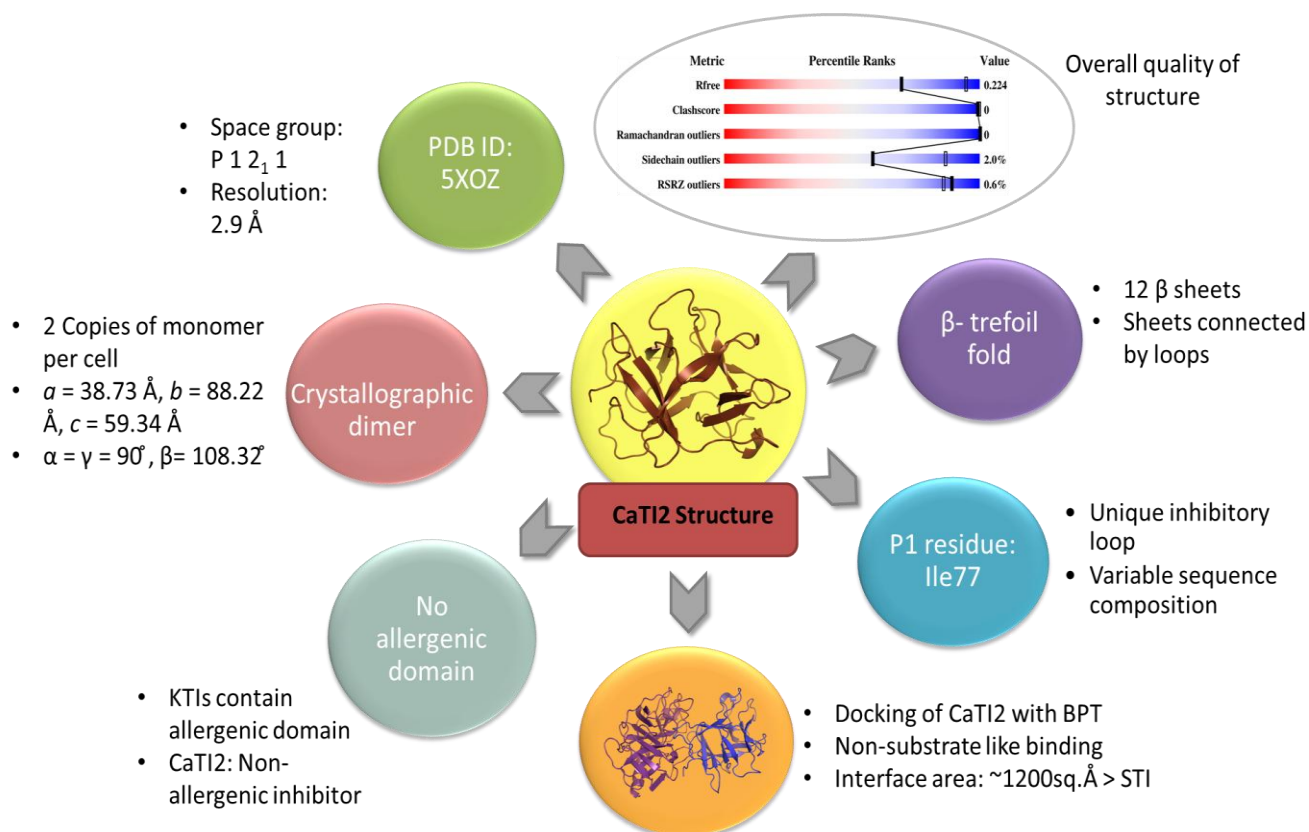 Metric Percentile Ranks Value
Rfree 0.224
Clashscore 0
Ramachandran outliers 0
Sidechain outliers 2.0%
RSRZ outliers 0.6%
Overall quality of
structure
• Space group:
P 1 2₁ 1
• Resolution:
2.9 Å
PDB ID:
5XOZ
• 2 Copies of monomer
per cell
• a = 38.73 Å, b = 88.22
Å, c = 59.34 Å
• α = γ = 90°, β= 108.32°
Crystallographic
dimer
β- trefoil
fold
• 12 β sheets
• Sheets connected
by loops
CaTI2 Structure
P1 residue:
Ile77
• Unique inhibitory
loop
• Variable sequence
composition
No
allergenic
domain
• KTIs contain
allergenic domain
• CaTI2: Non-
allergenic inhibitor
• Docking of CaTI2 with BPT
• Non-substrate like binding
• Interface area: ~1200sq.Å > STI